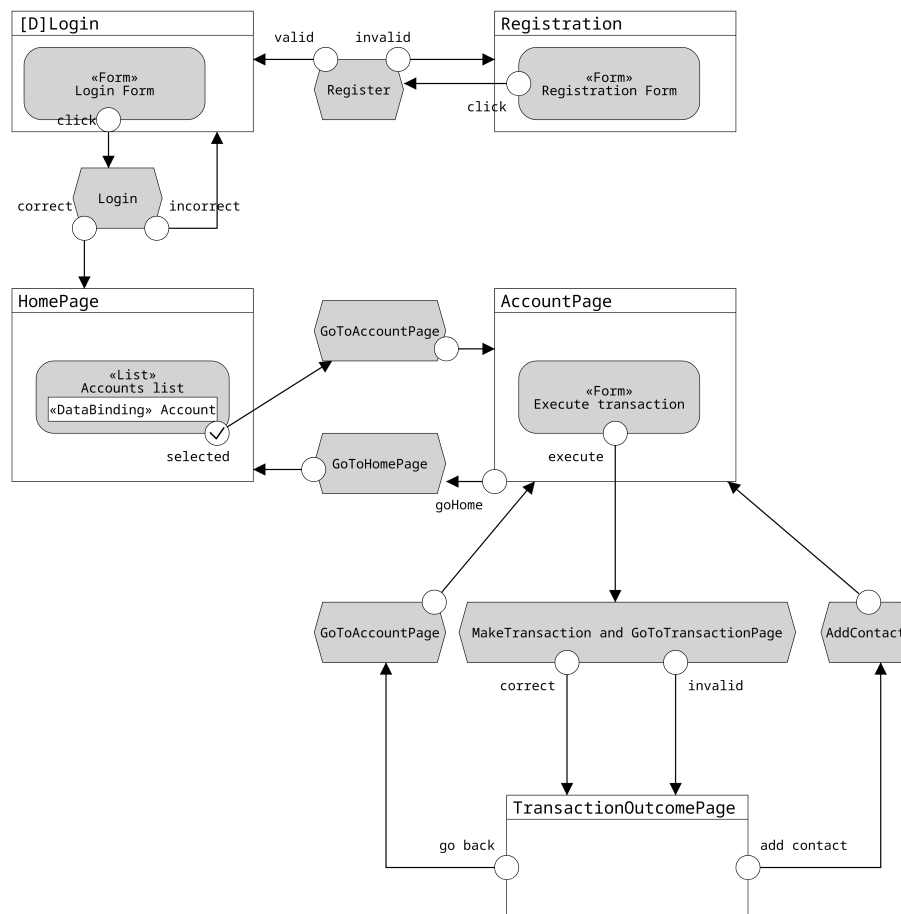 [D]Login
Registration
valid
invalid
«Form»
Login Form
Register
«Form»
Registration Form
click
click
Login
correct
incorrect
HomePage
AccountPage
GoToAccountPage
«List»
Accounts list
«DataBinding» Account
«Form»
Execute transaction
selected
GoToHomePage
execute
goHome
GoToAccountPage
MakeTransaction and GoToTransactionPage
AddContact
correct
invalid
TransactionOutcomePage
go back
add contact